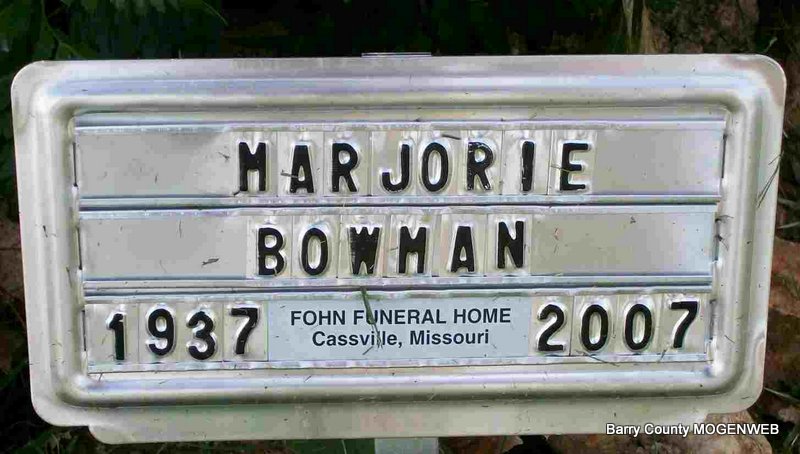 MARJORIE
BOWMAN
1937 FOHN FUNERAL HOME 2007
Cassville, Missouri
Barry County MOGENWEB